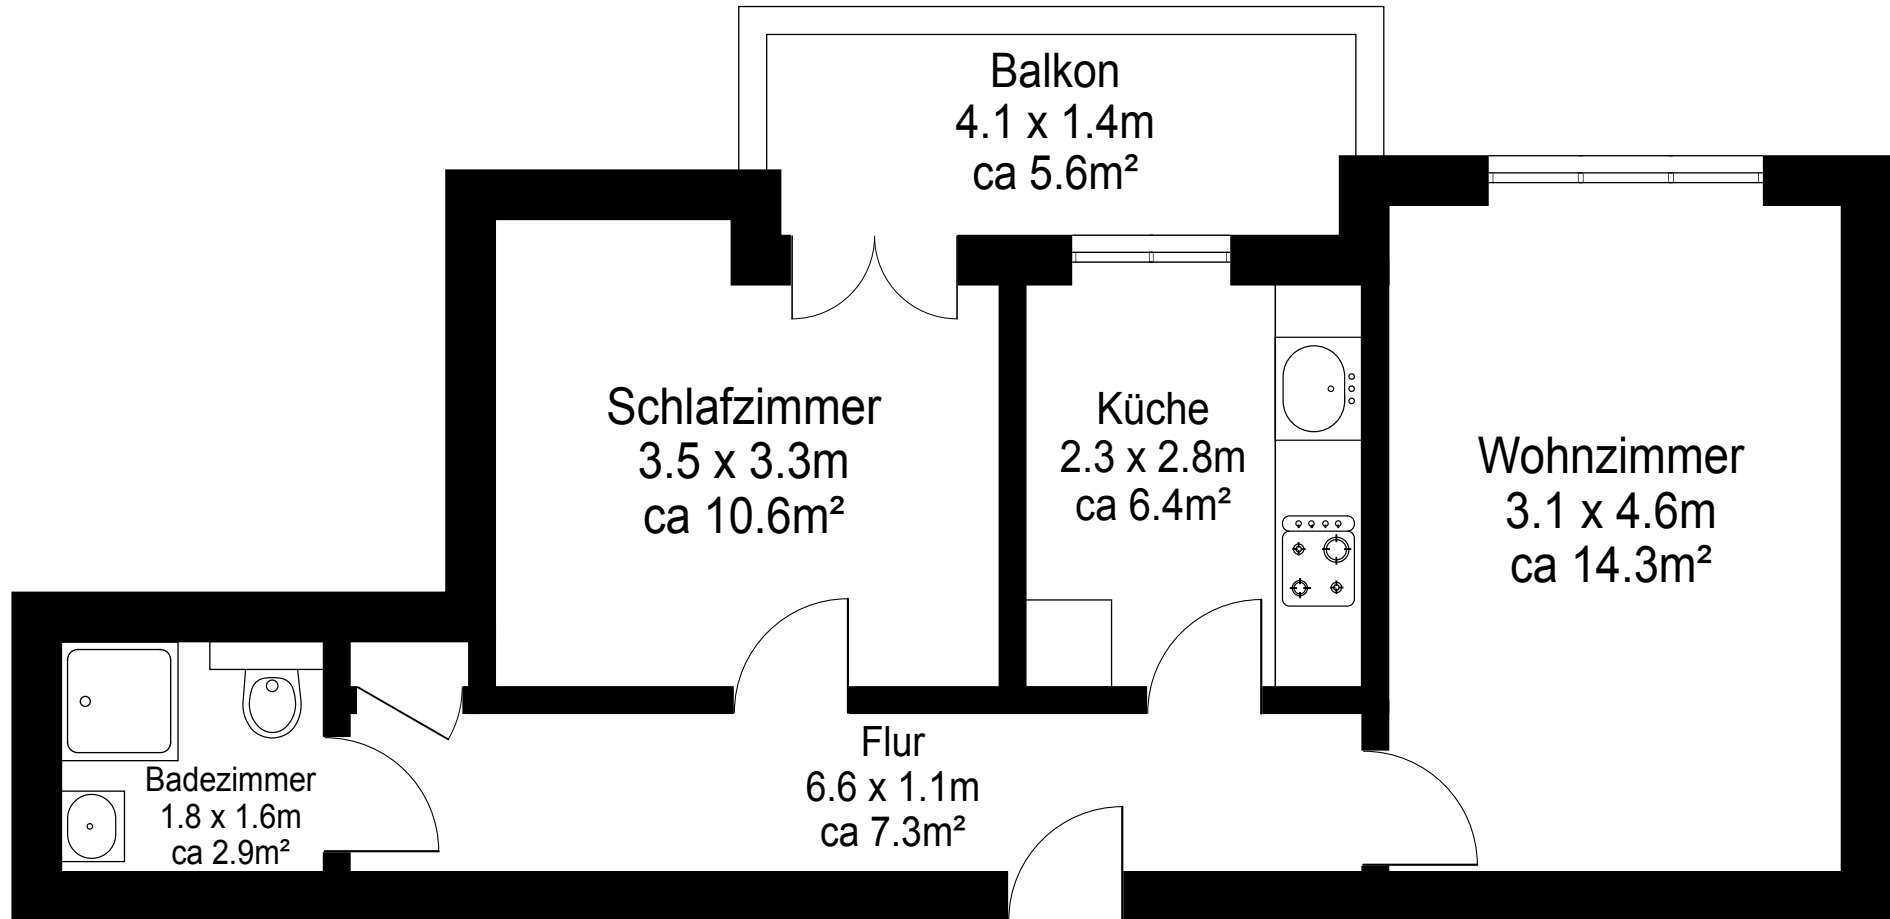 Balkon
4.1 x 1.4m
ca 5.6m²
Schlafzimmer
3.5 x 3.3m
ca 10.6m²
Küche
2.3 x 2.8m
ca 6.4m²
Wohnzimmer
3.1 x 4.6m
ca 14.3m²
Flur
6.6 x 1.1m
ca 7.3m²
Badezimmer
1.8 x 1.6m
ca 2.9m²